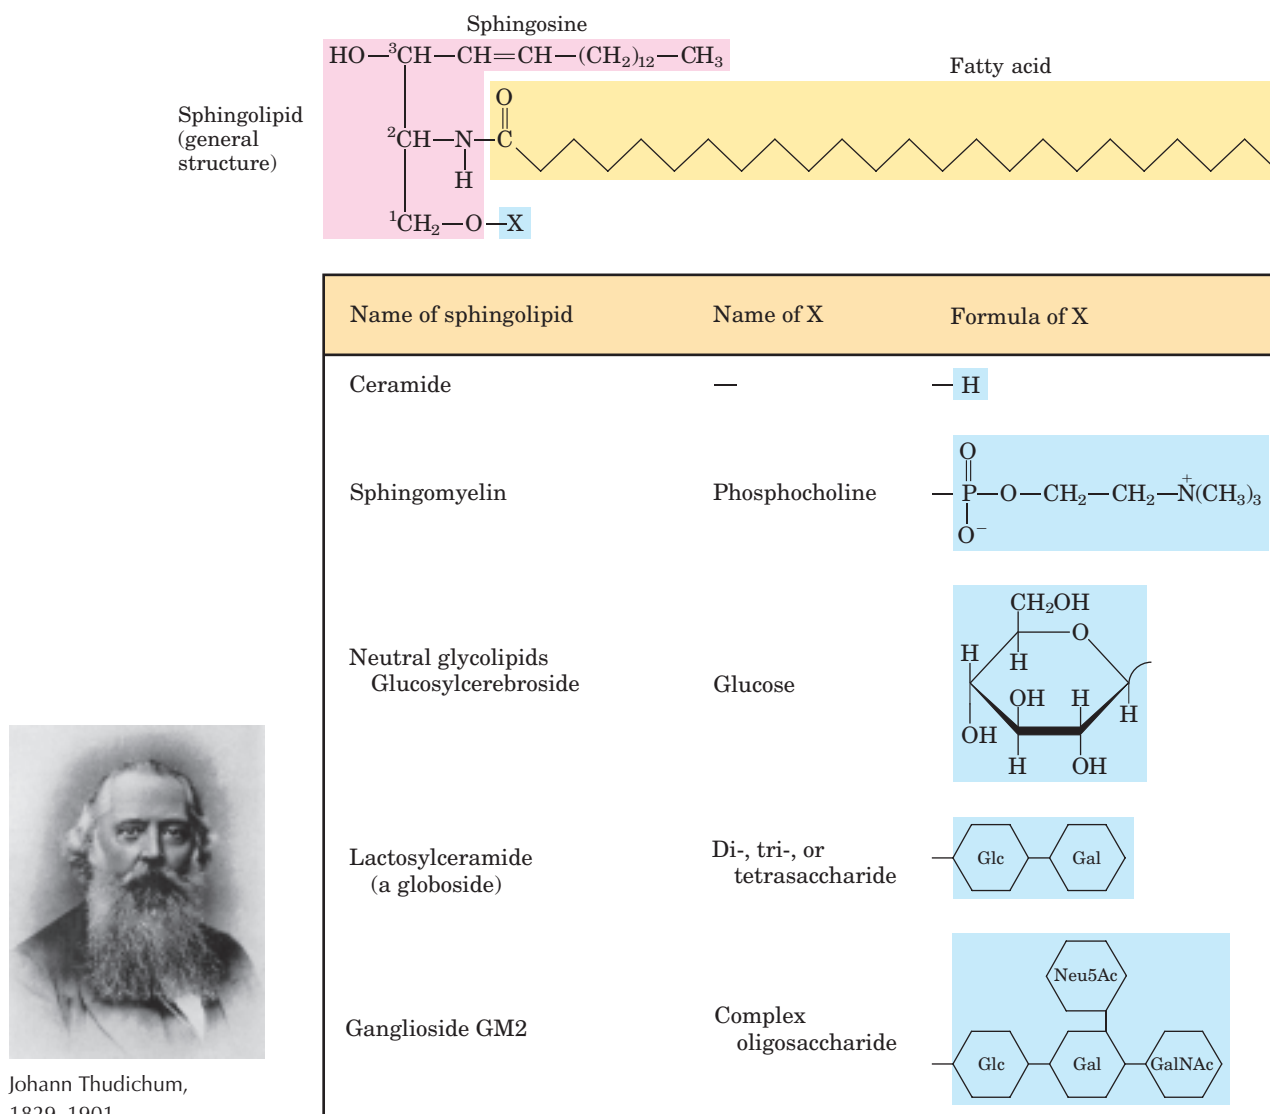 Sphingosine
HO—³CH—CH=CH—(CH₂)₁₂—CH₃
Fatty acid
Sphingolipid
(general
structure)
O
²CH—N—C
H
¹CH₂—O—X
Name of sphingolipid Name of X Formula of X
Ceramide — —H
O
Sphingomyelin Phosphocholine —P—O—CH₂—CH₂—N⁺(CH₃)₃
O⁻
CH₂OH
O
H
H
Neutral glycolipids
Glucosylcerebroside Glucose
OH H
H
OH
H OH
Lactosylceramide
(a globoside)
Di-, tri-, or
tetrasaccharide
Glc Gal
Neu5Ac
Ganglioside GM2
Complex
oligosaccharide
Glc Gal GalNAc
Johann Thudichum,
1829–1901